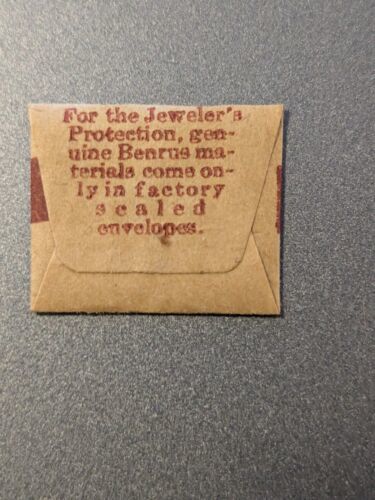 For the Jeweler's
Protection, gen-
uine Benrus ma-
terials come on-
ly in factory
sealed
envelopes.